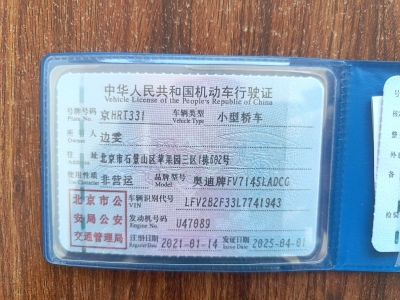 中华人民共和国机动车行驶证
Vehicle License of the People's Republic of China
号牌号码 京HRT331 车辆类型 小型轿车
Plate No. Vehicle Type
所有人 边雯
住址 北京市石景山区苹果园三区1栋502号
使用性质 非营运 品牌型号 奥迪牌FV7145LADCG
Use Character Model
北京市公安局公安交通管理局
车辆识别代号 LFV2B2F33L7741943
VIN
发动机号码 U47089
Engine No.
注册日期 2021-01-14 发证日期 2025-04-01
Register Date Issue Date